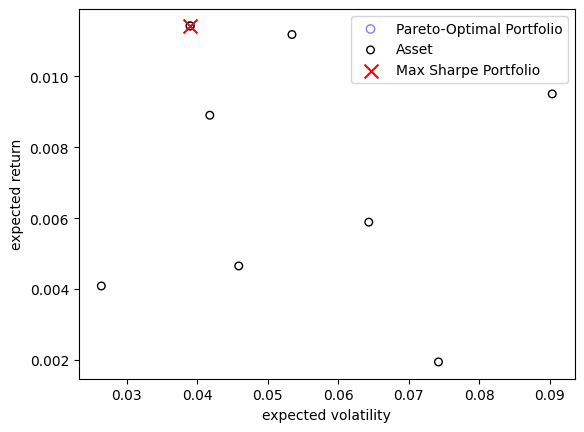 Pareto-Optimal Portfolio
Asset
Max Sharpe Portfolio
expected return
0.010
0.008
0.006
0.004
0.002
0.03 0.04 0.05 0.06 0.07 0.08 0.09
expected volatility